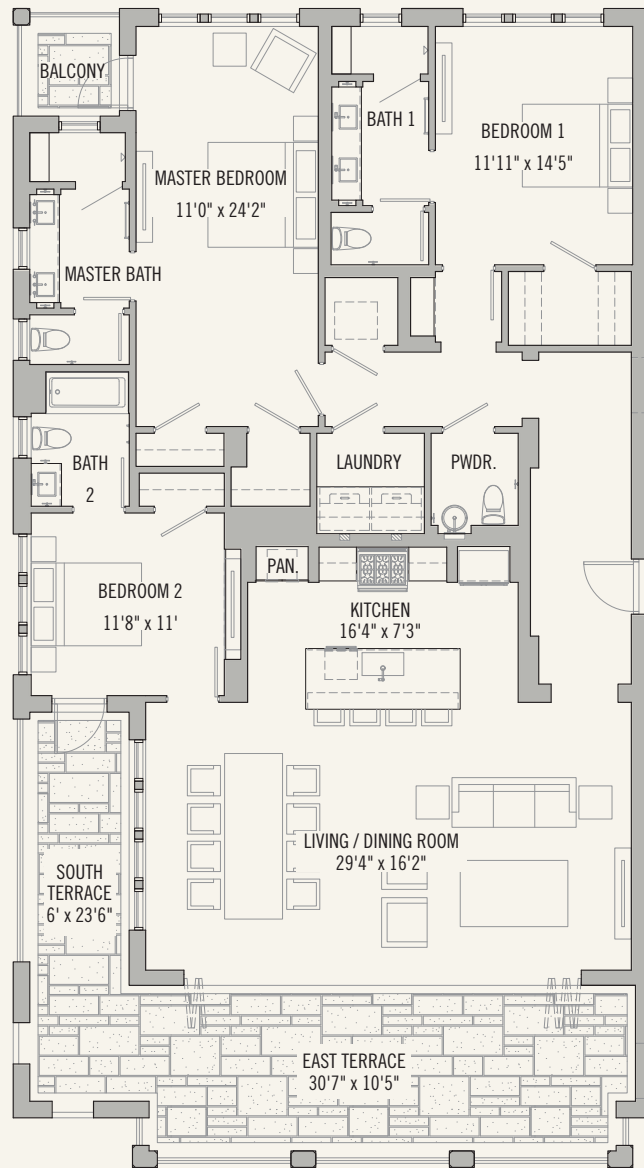 BALCONY
MASTER BEDROOM
11'0" x 24'2"
BATH 1
BEDROOM 1
11'11" x 14'5"
MASTER BATH
BATH
2
LAUNDRY
PWDR.
PAN.
BEDROOM 2
11'8" x 11'
KITCHEN
16'4" x 7'3"
LIVING / DINING ROOM
29'4" x 16'2"
SOUTH
TERRACE
6' x 23'6"
EAST TERRACE
30'7" x 10'5"